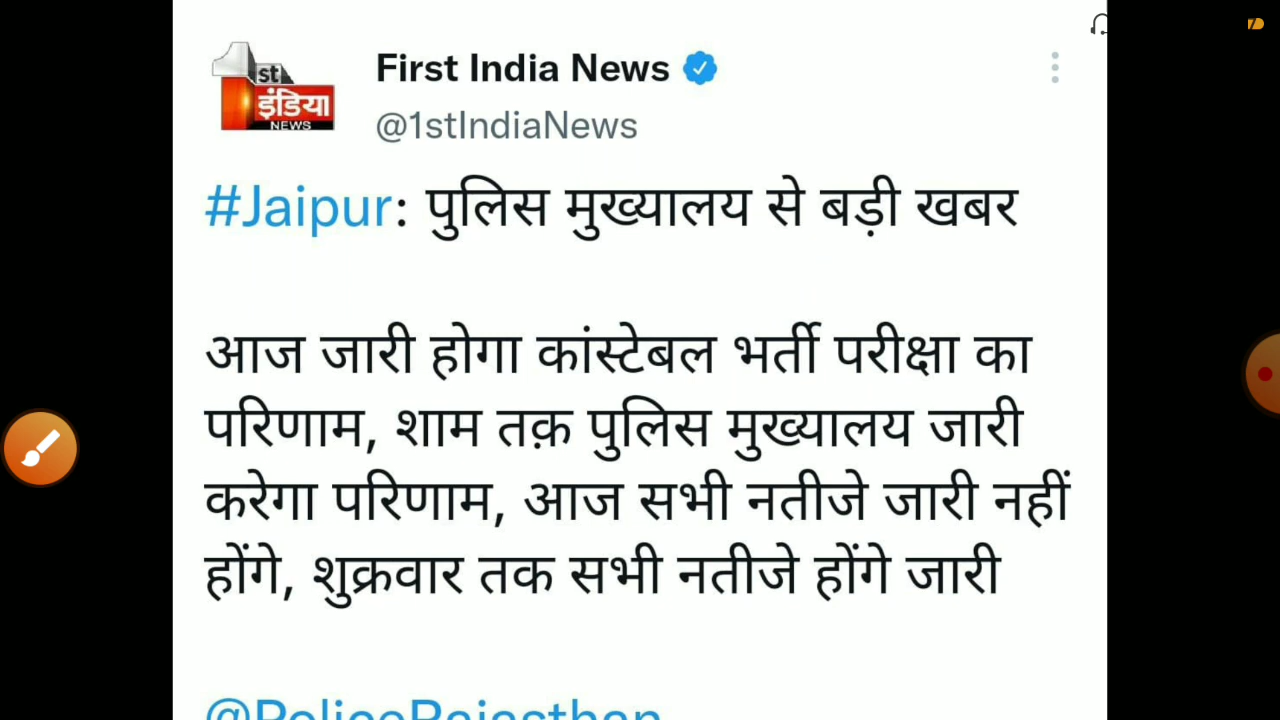 1st
इंडिया
NEWS
First India News
@1stIndiaNews
#Jaipur: पुलिस मुख्यालय से बड़ी खबर
आज जारी होगा कांस्टेबल भर्ती परीक्षा का
परिणाम, शाम तक़ पुलिस मुख्यालय जारी
करेगा परिणाम, आज सभी नतीजे जारी नहीं
होंगे, शुक्रवार तक सभी नतीजे होंगे जारी
@PoliceRajasthan